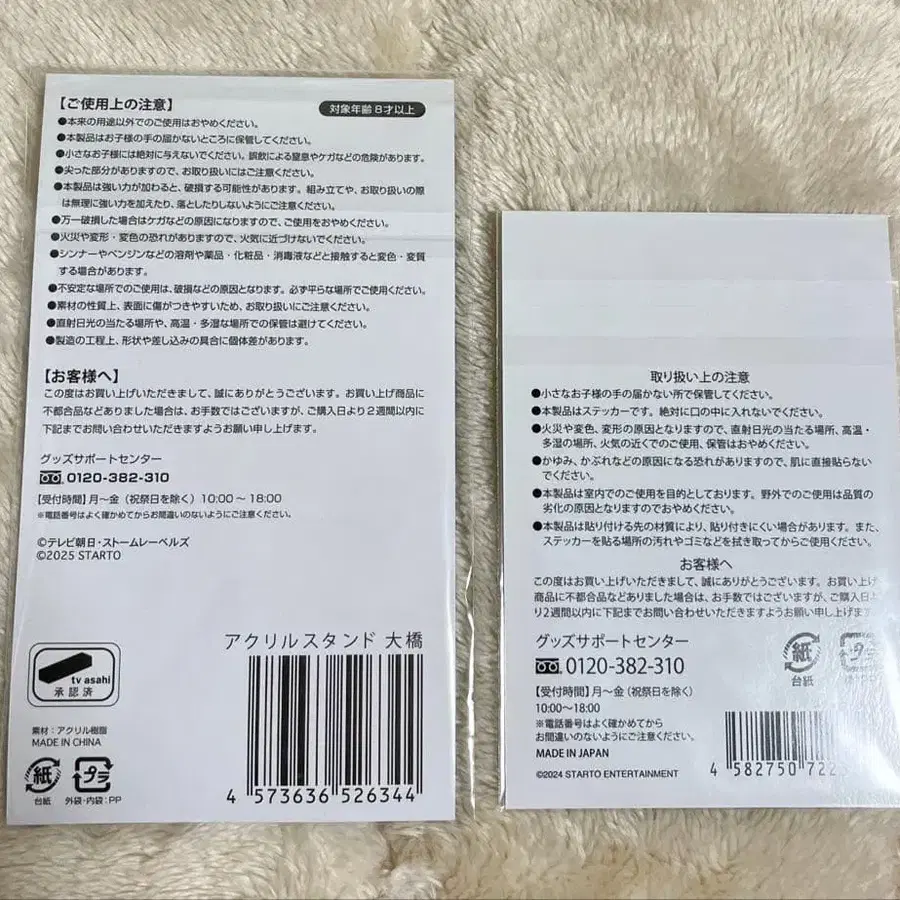 【ご使用上の注意】
対象年齢8才以上
●本来の用途以外でのご使用はおやめください。
●本製品はお子様の手の届かないところに保管してください。
●小さなお子様には絶対に与えないでください。誤飲による窒息やケガなどの危険があります。
●尖った部分がありますので、お取り扱いにはご注意ください。
●本製品は強い力が加わると、破損する可能性があります。組み立てや、お取り扱いの際
は無理に強い力を加えたり、落としたりしないようにご注意ください。
●万一破損した場合はケガなどの原因になりますので、ご使用をおやめください。
●火災や変形・変色の恐れがありますので、火気に近づけないでください。
●シンナーやベンジンなどの溶剤や薬品・化粧品・消毒液などと接触すると変色・変質
する場合があります。
●不安定な場所でのご使用は、破損などの原因となります。必ず平らな場所でご使用ください。
●素材の性質上、表面に傷がつきやすいため、お取り扱いにご注意ください。
●直射日光の当たる場所や、高温・多湿な場所での保管は避けてください。
●製造の工程上、形状や差し込みの具合に個体差があります。
【お客様へ】
この度はお買い上げいただきまして、誠にありがとうございます。お買い上げ商品に
不都合品などありました場合は、お手数ではございますが、ご購入日より2週間以内に
下記までお問い合わせいただきますようお願い申し上げます。
グッズサポートセンター
0120-382-310
【受付時間】月〜金（祝祭日を除く）10:00〜18:00
※電話番号はよく確かめてからお間違いのないようにご注意ください。
©テレビ朝日・ストームレーベルズ
©2025 STARTO
アクリルスタンド 大橋
tv asahi
承認済
素材：アクリル樹脂
MADE IN CHINA
紙
プラ
台紙
外袋・内袋：PP
4 573636 526344
取り扱い上の注意
●小さなお子様の手の届かない所で保管してください。
●本製品はステッカーです。絶対に口の中に入れないでください。
●火災や変色、変形の原因となりますので、直射日光の当たる場所、高温・
多湿の場所、火気の近くでのご使用、保管はおやめください。
●かゆみ、かぶれなどの原因になる恐れがありますので、肌に直接貼らない
でください。
●本製品は室内でのご使用を目的としております。野外でのご使用は品質の
劣化の原因となりますのでおやめください。
●本製品は貼り付ける先の材質により、貼り付きにくい場合があります。また、
ステッカーを貼る場所の汚れやゴミなどを拭き取ってからご使用ください。
お客様へ
この度はお買い上げいただきまして、誠にありがとうございます。お買い上げ
商品に不都合品などありました場合は、お手数ではございますが、ご購入日よ
り2週間以内に下記までお問い合わせいただきますようお願い申し上げます
グッズサポートセンター
0120-382-310
【受付時間】月〜金（祝祭日を除く）
10:00〜18:00
※電話番号はよく確かめてから
お間違いのないようにご注意ください。
MADE IN JAPAN
©2024 STARTO ENTERTAINMENT
紙
台紙
プラ
4 582750 722